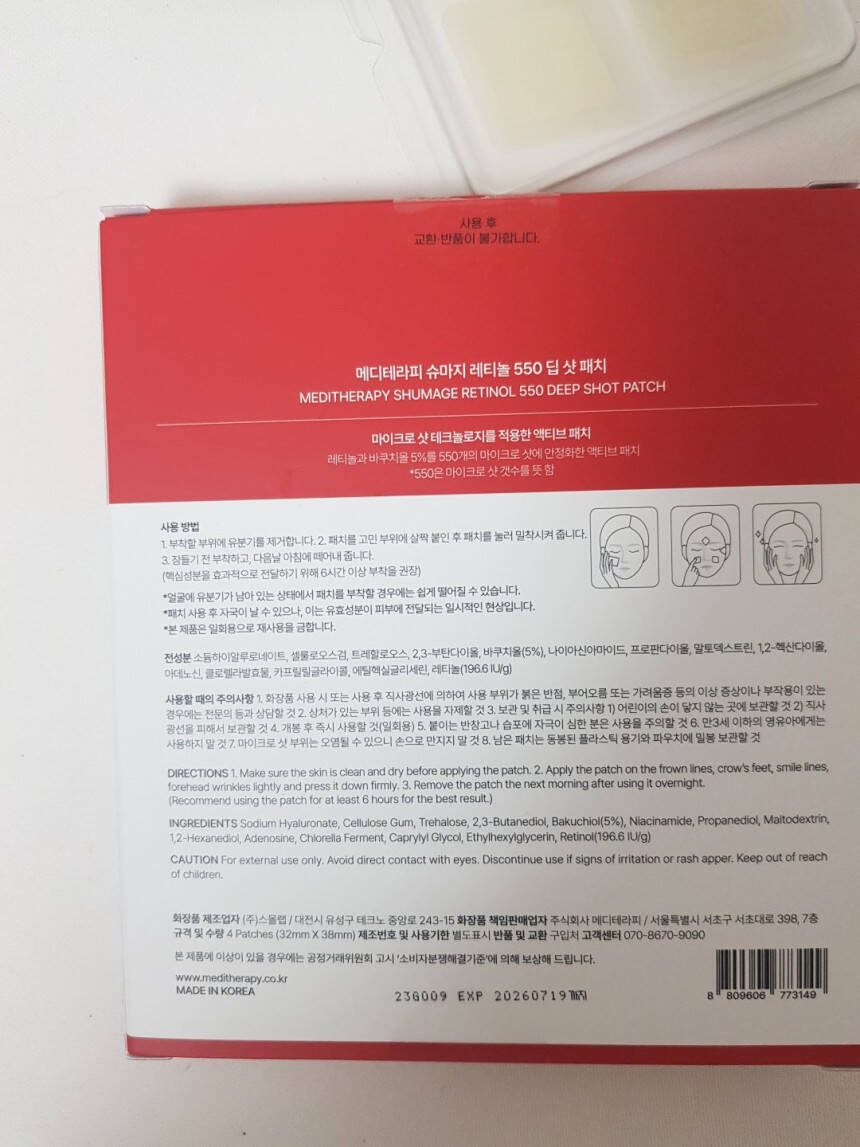 사용 후
교환·반품이 불가합니다.
메디테라피 슈마지 레티놀 550 딥 샷 패치
MEDITHERAPY SHUMAGE RETINOL 550 DEEP SHOT PATCH
마이크로 샷 테크놀로지를 적용한 액티브 패치
레티놀과 바쿠치올 5%를 550개의 마이크로 샷에 안정화한 액티브 패치
*550은 마이크로 샷 갯수를 뜻 함
사용 방법
1. 부착할 부위에 유분기를 제거합니다. 2. 패치를 고민 부위에 살짝 붙인 후 패치를 눌러 밀착시켜 줍니다.
3. 잠들기 전 부착하고, 다음날 아침에 떼어내 줍니다.
(핵심성분을 효과적으로 전달하기 위해 6시간 이상 부착을 권장)
*얼굴에 유분기가 남아 있는 상태에서 패치를 부착할 경우에는 쉽게 떨어질 수 있습니다.
*패치 사용 후 자국이 날 수 있으나, 이는 유효성분이 피부에 전달되는 일시적인 현상입니다.
*본 제품은 일회용으로 재사용을 금합니다.
전성분 소듐하이알루로네이트, 셀룰로오스검, 트레할로오스, 2,3-부탄다이올, 바쿠치올(5%), 나이아신아마이드, 프로판다이올, 말토덱스트린, 1,2-헥산다이올,
아데노신, 클로렐라발효물, 카프릴릴글라이콜, 에틸헥실글리세린, 레티놀(196.6 IU/g)
사용할 때의 주의사항 1. 화장품 사용 시 또는 사용 후 직사광선에 의하여 사용 부위가 붉은 반점, 부어오름 또는 가려움증 등의 이상 증상이나 부작용이 있는
경우에는 전문의 등과 상담할 것 2. 상처가 있는 부위 등에는 사용을 자제할 것 3. 보관 및 취급 시 주의사항 1) 어린이의 손이 닿지 않는 곳에 보관할 것 2) 직사
광선을 피해서 보관할 것 4. 개봉 후 즉시 사용할 것(일회용) 5. 붙이는 반창고나 습포에 자극이 심한 분은 사용을 주의할 것 6. 만3세 이하의 영유아에게는
사용하지 말 것 7. 마이크로 샷 부위는 오염될 수 있으니 손으로 만지지 말 것 8. 남은 패치는 동봉된 플라스틱 용기와 파우치에 밀봉 보관할 것
DIRECTIONS 1. Make sure the skin is clean and dry before applying the patch. 2. Apply the patch on the frown lines, crow's feet, smile lines,
forehead wrinkles lightly and press it down firmly. 3. Remove the patch the next morning after using it overnight.
(Recommend using the patch for at least 6 hours for the best result.)
INGREDIENTS Sodium Hyaluronate, Cellulose Gum, Trehalose, 2,3-Butanediol, Bakuchiol(5%), Niacinamide, Propanediol, Maltodextrin,
1,2-Hexanediol, Adenosine, Chlorella Ferment, Caprylyl Glycol, Ethylhexylglycerin, Retinol(196.6 IU/g)
CAUTION For external use only. Avoid direct contact with eyes. Discontinue use if signs of irritation or rash apper. Keep out of reach
of children.
화장품 제조업자 (주)스몰랩 / 대전시 유성구 테크노 중앙로 243-15 화장품 책임판매업자 주식회사 메디테라피 / 서울특별시 서초구 서초대로 398, 7층
규격 및 수량 4 Patches (32mm X 38mm) 제조번호 및 사용기한 별도표시 반품 및 교환 구입처 고객센터 070-8670-9090
본 제품에 이상이 있을 경우에는 공정거래위원회 고시 '소비자분쟁해결기준'에 의해 보상해 드립니다.
www.meditherapy.co.kr
MADE IN KOREA
23G009 EXP 20260719까지
8 809606 773149